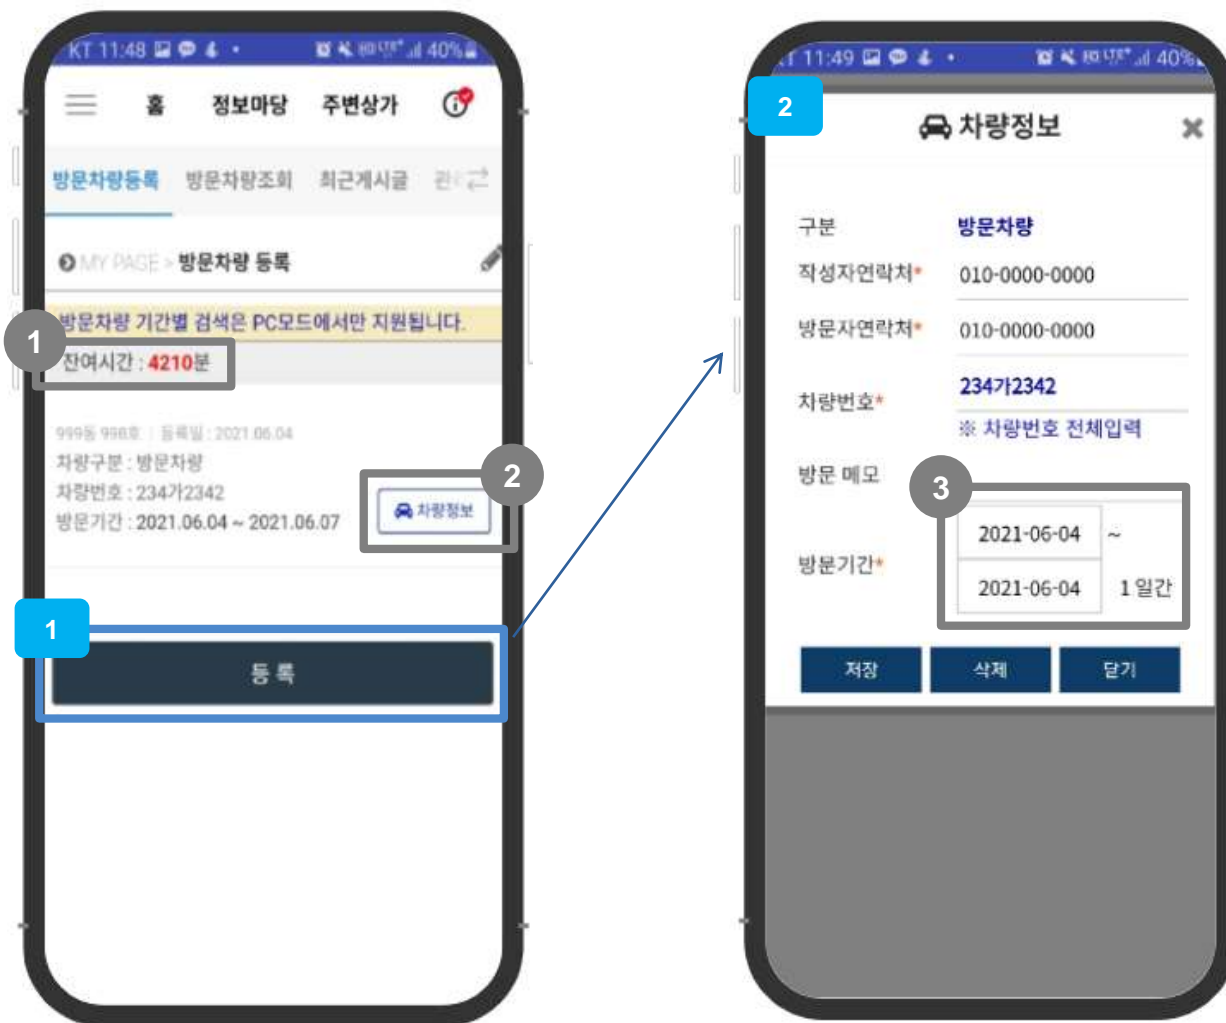 KT 11:48 40%
홈 정보마당 주변상가
방문차량등록 방문차량조회 최근게시글
MY PAGE > 방문차량 등록
방문차량 기간별 검색은 PC모드에서만 지원됩니다.
1
잔여시간 : 4210분
999동 998호 | 등록일 : 2021.06.04
차량구분 : 방문차량
2
차량번호 : 234가2342
차량정보
방문기간 : 2021.06.04 ~ 2021.06.07
1
등 록
11:49 40%
2
차량정보
구분 방문차량
작성자연락처* 010-0000-0000
방문자연락처* 010-0000-0000
차량번호* 234가2342
※ 차량번호 전체입력
방문 메모
3
방문기간* 2021-06-04 ~
2021-06-04 1 일간
저장 삭제 닫기